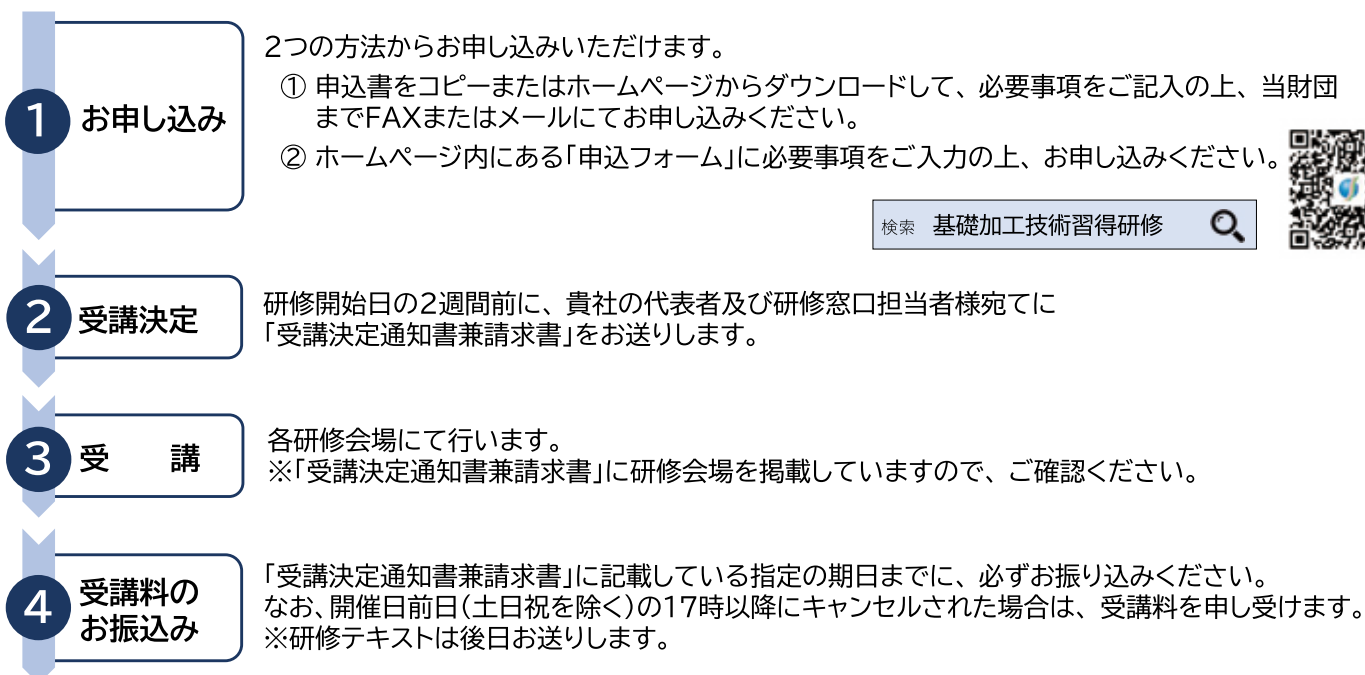 1 お申し込み
2つの方法からお申し込みいただけます。
① 申込書をコピーまたはホームページからダウンロードして、必要事項をご記入の上、当財団
までFAXまたはメールにてお申し込みください。
② ホームページ内にある「申込フォーム」に必要事項をご入力の上、お申し込みください。
検索 基礎加工技術習得研修
2 受講決定
研修開始日の2週間前に、貴社の代表者及び研修窓口担当者様宛てに
「受講決定通知書兼請求書」をお送りします。
3 受 講
各研修会場にて行います。
※「受講決定通知書兼請求書」に研修会場を掲載していますので、ご確認ください。
4 受講料の
お振込み
「受講決定通知書兼請求書」に記載している指定の期日までに、必ずお振り込みください。
なお、開催日前日(土日祝を除く)の17時以降にキャンセルされた場合は、受講料を申し受けます。
※研修テキストは後日お送りします。